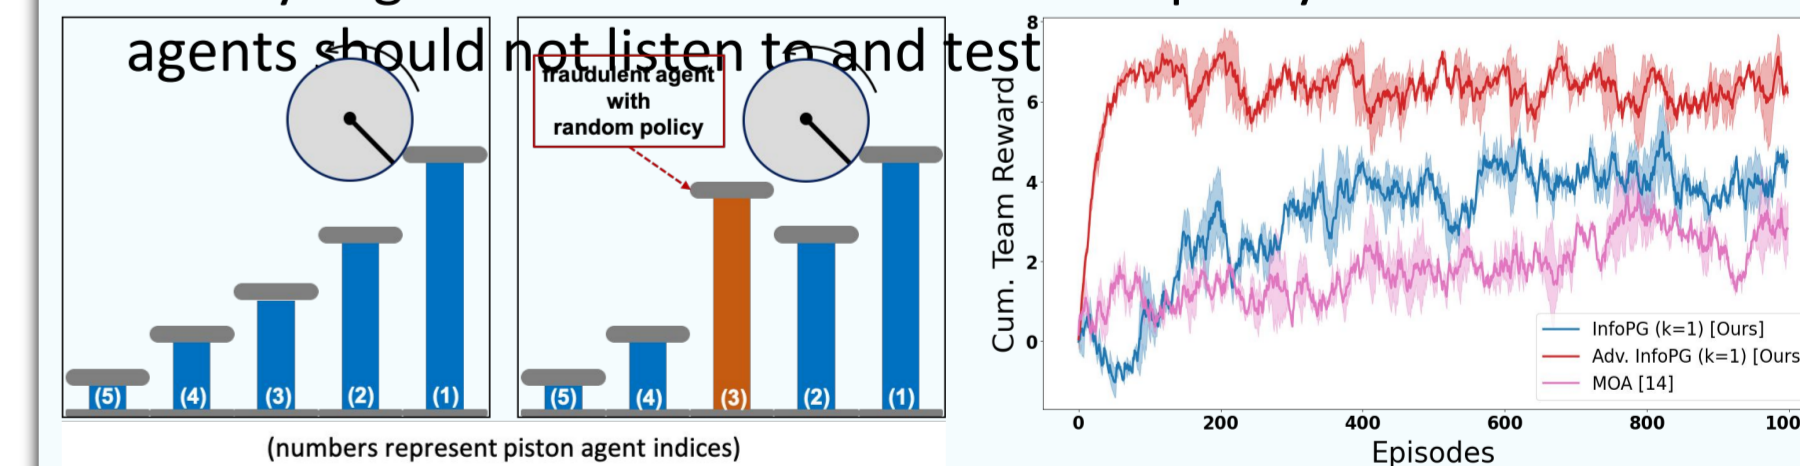 agents should not listen to and test
fraudulent agent
with
random policy
(5) (4) (3) (2) (1)
(5) (4) (3) (2) (1)
(numbers represent piston agent indices)
Cum. Team Reward
8
6
4
2
0
InfoPG (k=1) [Ours]
Adv. InfoPG (k=1) [Ours
MOA [14]
0 200 400 600 800 100
Episodes